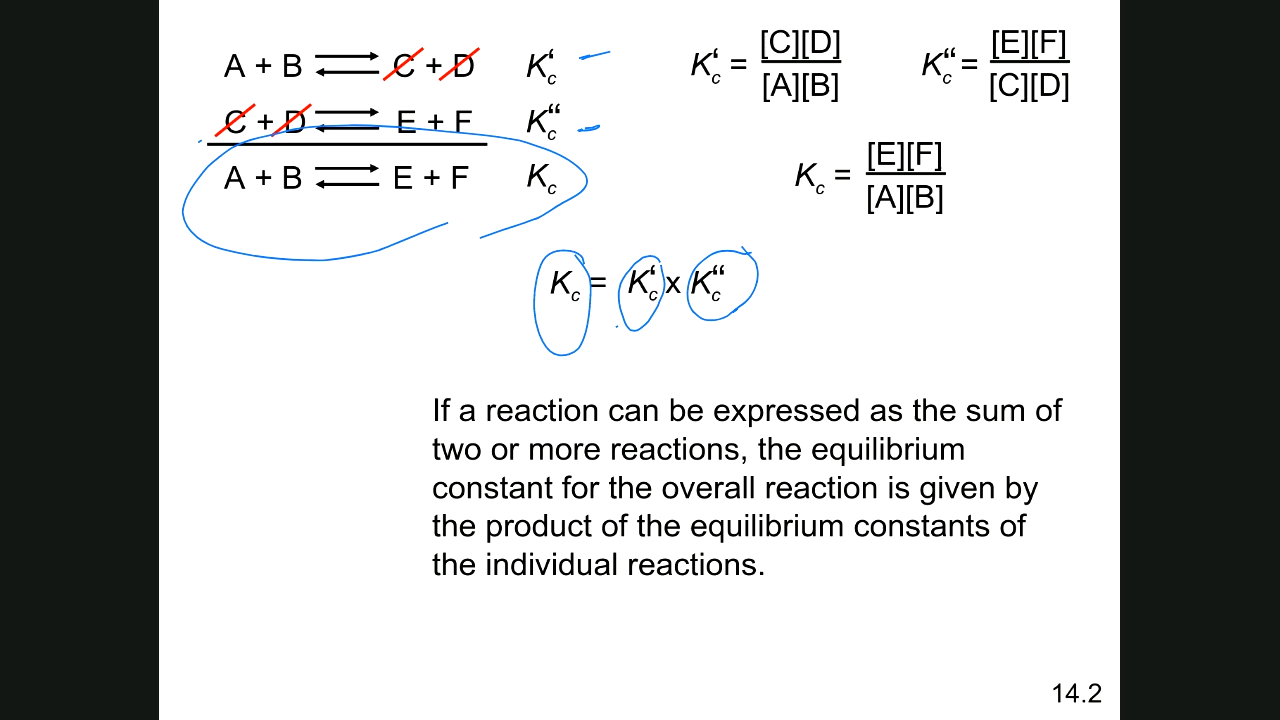 A + B ⇌ C + D K'c K'c = [C][D] / [A][B] K''c = [E][F] / [C][D]
C + D ⇌ E + F K''c
A + B ⇌ E + F Kc Kc = [E][F] / [A][B]
Kc = K'c x K''c
If a reaction can be expressed as the sum of
two or more reactions, the equilibrium
constant for the overall reaction is given by
the product of the equilibrium constants of
the individual reactions.
14.2